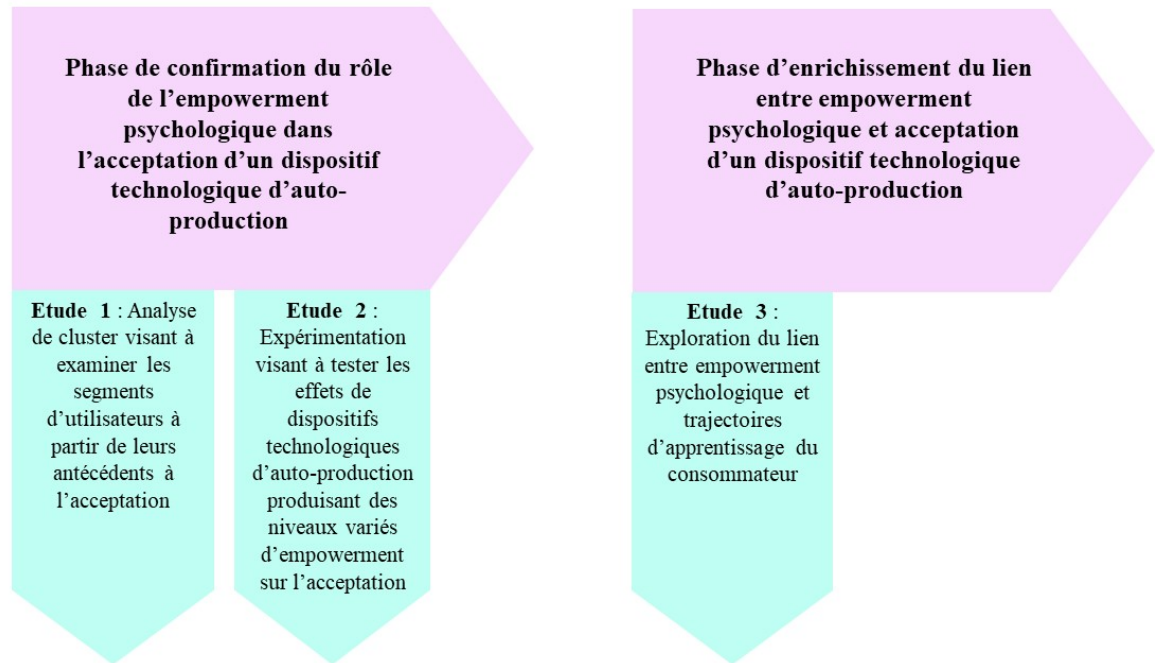 Phase de confirmation du rôle
de l’empowerment
psychologique dans
l’acceptation d’un dispositif
technologique d’auto-
production
Phase d’enrichissement du lien
entre empowerment
psychologique et acceptation
d’un dispositif technologique
d’auto-production
Etude 1 : Analyse
de cluster visant à
examiner les
segments
d’utilisateurs à
partir de leurs
antécédents à
l’acceptation
Etude 2 :
Expérimentation
visant à tester les
effets de
dispositifs
technologiques
d’auto-production
produisant des
niveaux variés
d’empowerment
sur l’acceptation
Etude 3 :
Exploration du lien
entre empowerment
psychologique et
trajectoires
d’apprentissage du
consommateur